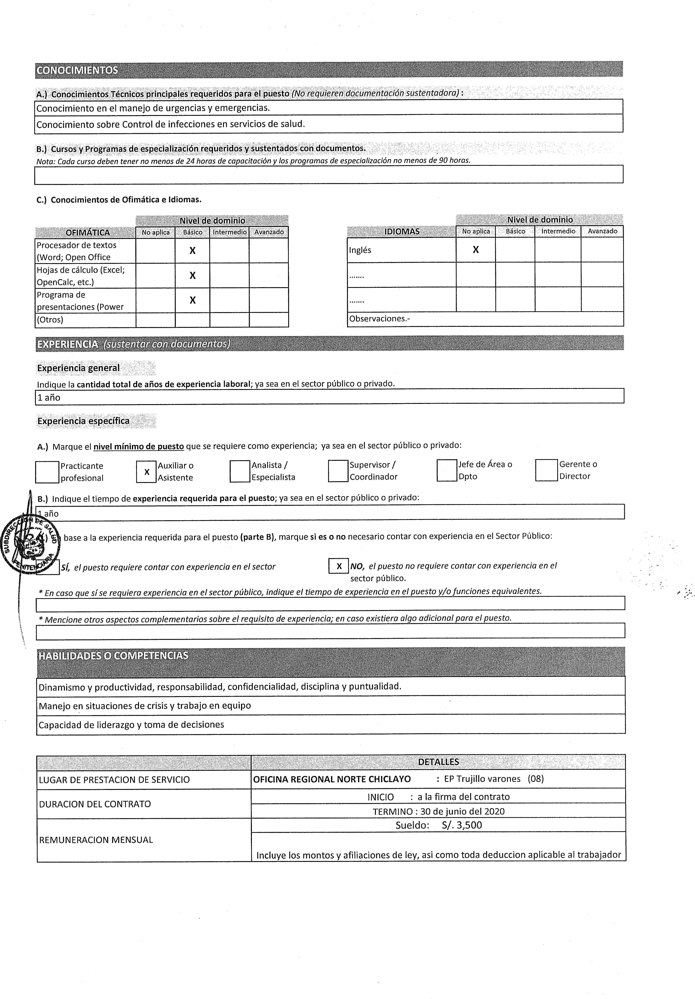 CONOCIMIENTOS
A.) Conocimientos Técnicos principales requeridos para el puesto (No requieren documentación sustentadora) :
Conocimiento en el manejo de urgencias y emergencias.
Conocimiento sobre Control de infecciones en servicios de salud.
B.) Cursos y Programas de especialización requeridos y sustentados con documentos.
Nota: Cada curso deben tener no menos de 24 horas de capacitación y los programas de especialización no menos de 90 horas.
C.) Conocimientos de Ofimática e Idiomas.
Nivel de dominio
OFIMÁTICA No aplica Básico Intermedio Avanzado
Procesador de textos
(Word; Open Office X
Hojas de cálculo (Excel;
OpenCalc, etc.) X
Programa de
presentaciones (Power X
(Otros)
Nivel de dominio
IDIOMAS No aplica Básico Intermedio Avanzado
Inglés X
.......
.......
Observaciones.-
EXPERIENCIA (sustentar con documentos)
Experiencia general
Indique la cantidad total de años de experiencia laboral; ya sea en el sector público o privado.
1 año
Experiencia específica
A.) Marque el nivel mínimo de puesto que se requiere como experiencia; ya sea en el sector público o privado:
Practicante
profesional
X Auxiliar o
Asistente
Analista /
Especialista
Supervisor /
Coordinador
Jefe de Área o
Dpto
Gerente o
Director
B.) Indique el tiempo de experiencia requerida para el puesto; ya sea en el sector público o privado:
1 año
SUBDIRECCION DE SALUD
PENITENCIARIA
base a la experiencia requerida para el puesto (parte B), marque si es o no necesario contar con experiencia en el Sector Público:
SÍ, el puesto requiere contar con experiencia en el sector
X NO, el puesto no requiere contar con experiencia en el
sector público.
* En caso que sí se requiera experiencia en el sector público, indique el tiempo de experiencia en el puesto y/o funciones equivalentes.
* Mencione otros aspectos complementarios sobre el requisito de experiencia; en caso existiera algo adicional para el puesto.
HABILIDADES O COMPETENCIAS
Dinamismo y productividad, responsabilidad, confidencialidad, disciplina y puntualidad.
Manejo en situaciones de crisis y trabajo en equipo
Capacidad de liderazgo y toma de decisiones
DETALLES
LUGAR DE PRESTACION DE SERVICIO OFICINA REGIONAL NORTE CHICLAYO : EP Trujillo varones (08)
DURACION DEL CONTRATO
INICIO : a la firma del contrato
TERMINO : 30 de junio del 2020
REMUNERACION MENSUAL
Sueldo: S/. 3,500
Incluye los montos y afiliaciones de ley, asi como toda deduccion aplicable al trabajador